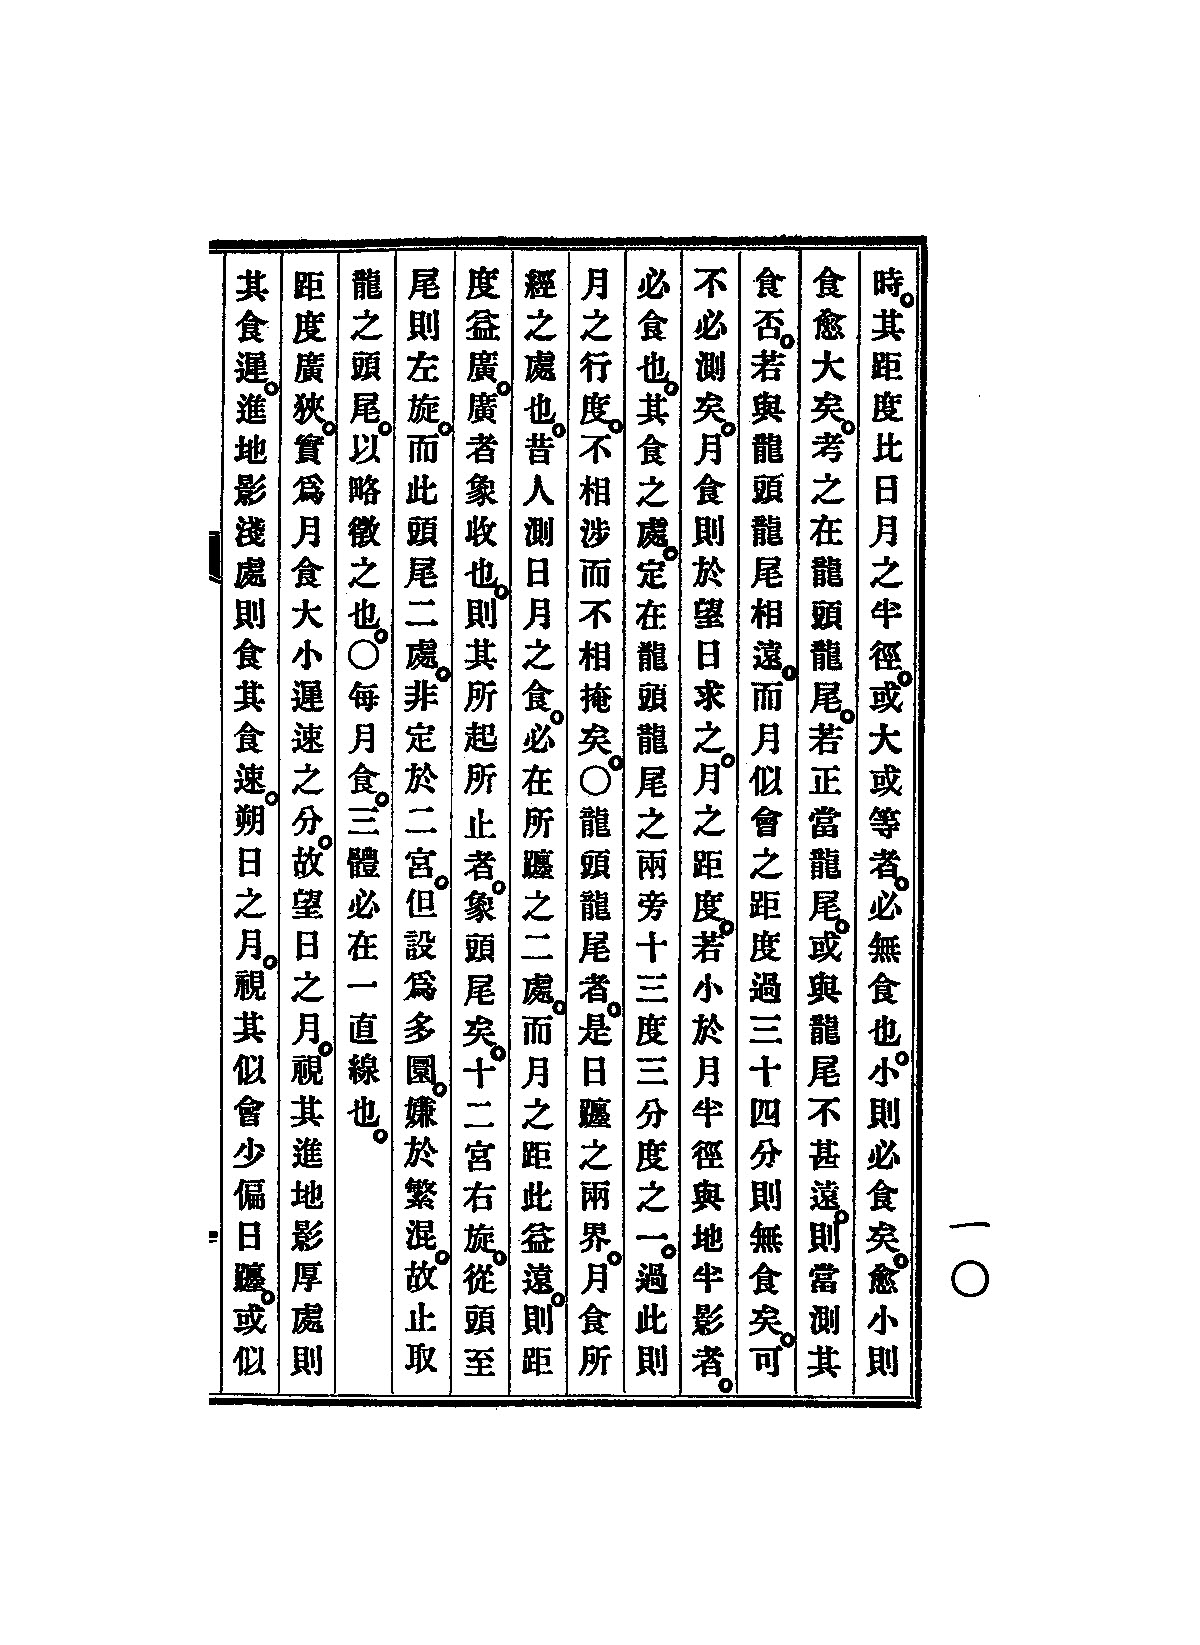 時。其距度比日月之半徑。或大或等者。必無食也。小則必食矣。愈小則
食愈大矣。考之在龍頭龍尾。若正當龍尾。或與龍尾不甚遠。則當測其
食否。若與龍頭龍尾相遠。而月似會之距度過三十四分則無食矣。可
不必測矣。月食則於望日求之。月之距度。若小於月半徑與地半影者。
必食也。其食之處。定在龍頭龍尾之兩旁十三度三分度之一。過此則
月之行度。不相涉而不相掩矣。〇龍頭龍尾者。是日躔之兩界。月食所
經之處也。昔人測日月之食。必在所躔之二處。而月之距此益遠。則距
度益廣。廣者象收也。則其所起所止者。象頭尾矣。十二宮右旋。從頭至
尾則左旋。而此頭尾二處。非定於二宮。但設為多圜。嫌於繁混。故止取
龍之頭尾。以略徵之也。〇每月食。三體必在一直線也。
距度廣狹。實為月食大小遲速之分。故望日之月。視其進地影厚處則
其食遲。進地影淺處則食其食速。朔日之月。視其似會少偏日躔。或似
一〇